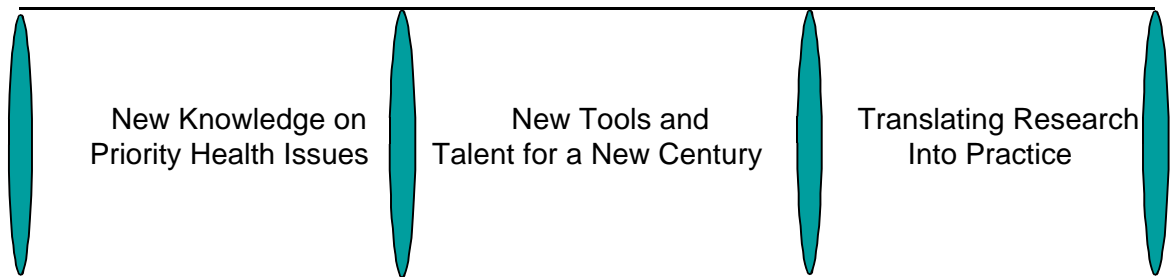 New Knowledge on
Priority Health Issues
New Tools and
Talent for a New Century
Translating Research
Into Practice